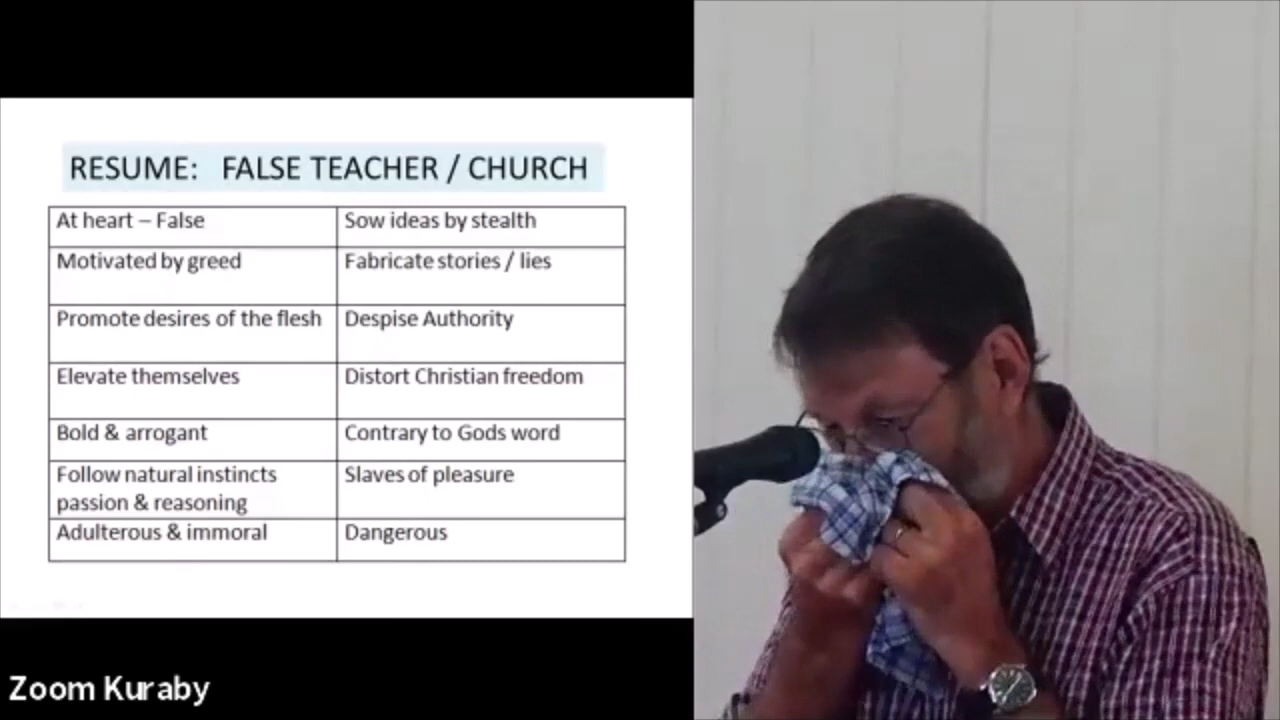 RESUME: FALSE TEACHER / CHURCH
At heart – False
Sow ideas by stealth
Motivated by greed
Fabricate stories / lies
Promote desires of the flesh
Despise Authority
Elevate themselves
Distort Christian freedom
Bold & arrogant
Contrary to Gods word
Follow natural instincts
passion & reasoning
Slaves of pleasure
Adulterous & immoral
Dangerous
Zoom Kuraby